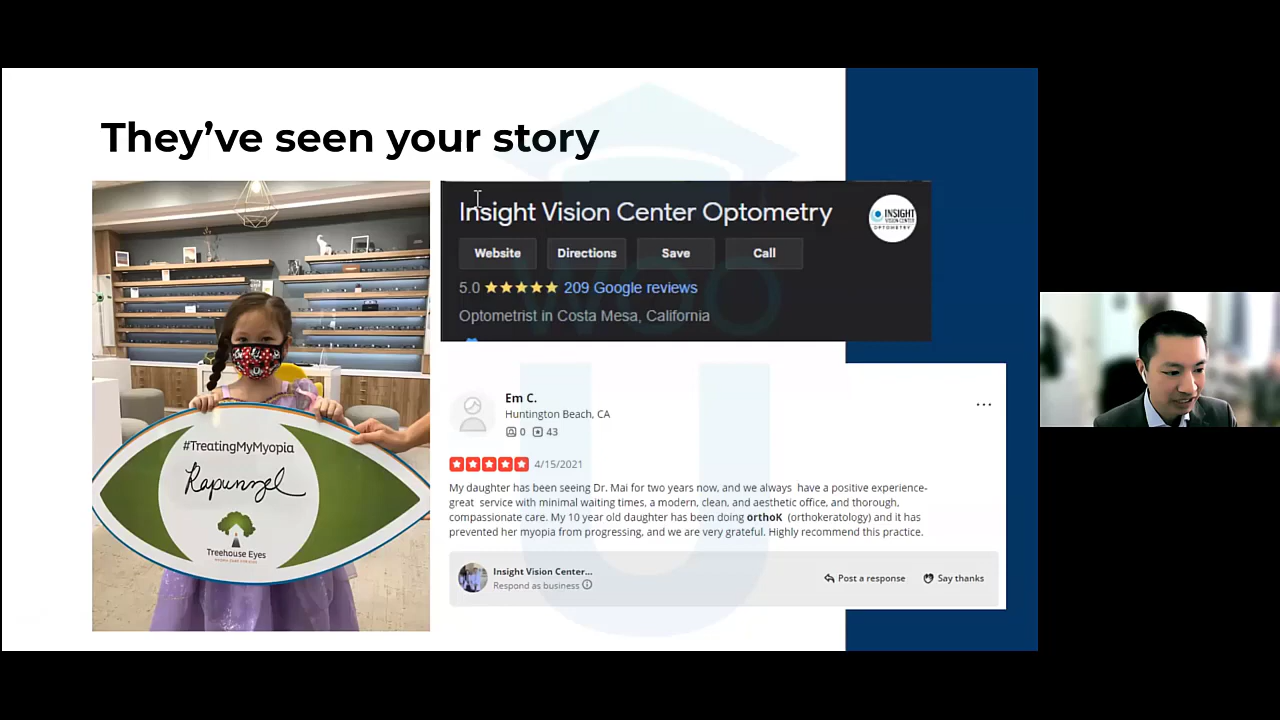 They’ve seen your story
#TreatingMyMyopia
Rapunzel
Treehouse Eyes
Insight Vision Center Optometry
INSIGHT
VISION CENTER
OPTOMETRY
Website Directions Save Call
5.0 209 Google reviews
Optometrist in Costa Mesa, California
Em C.
Huntington Beach, CA
0 43
4/15/2021
My daughter has been seeing Dr. Mai for two years now, and we always have a positive experience-
great service with minimal waiting times, a modern, clean, and aesthetic office, and thorough,
compassionate care. My 10 year old daughter has been doing orthoK (orthokeratology) and it has
prevented her myopia from progressing, and we are very grateful. Highly recommend this practice.
Insight Vision Center...
Respond as business
Post a response Say thanks
WOO
U